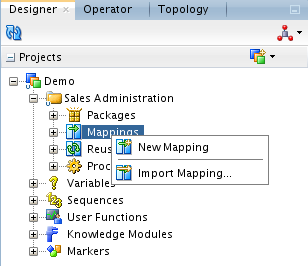 Designer Operator Topology
Projects
Demo
Sales Administration
Packages
Mappings
New Mapping
Reus
Import Mapping...
Proc
Variables
Sequences
User Functions
Knowledge Modules
Markers